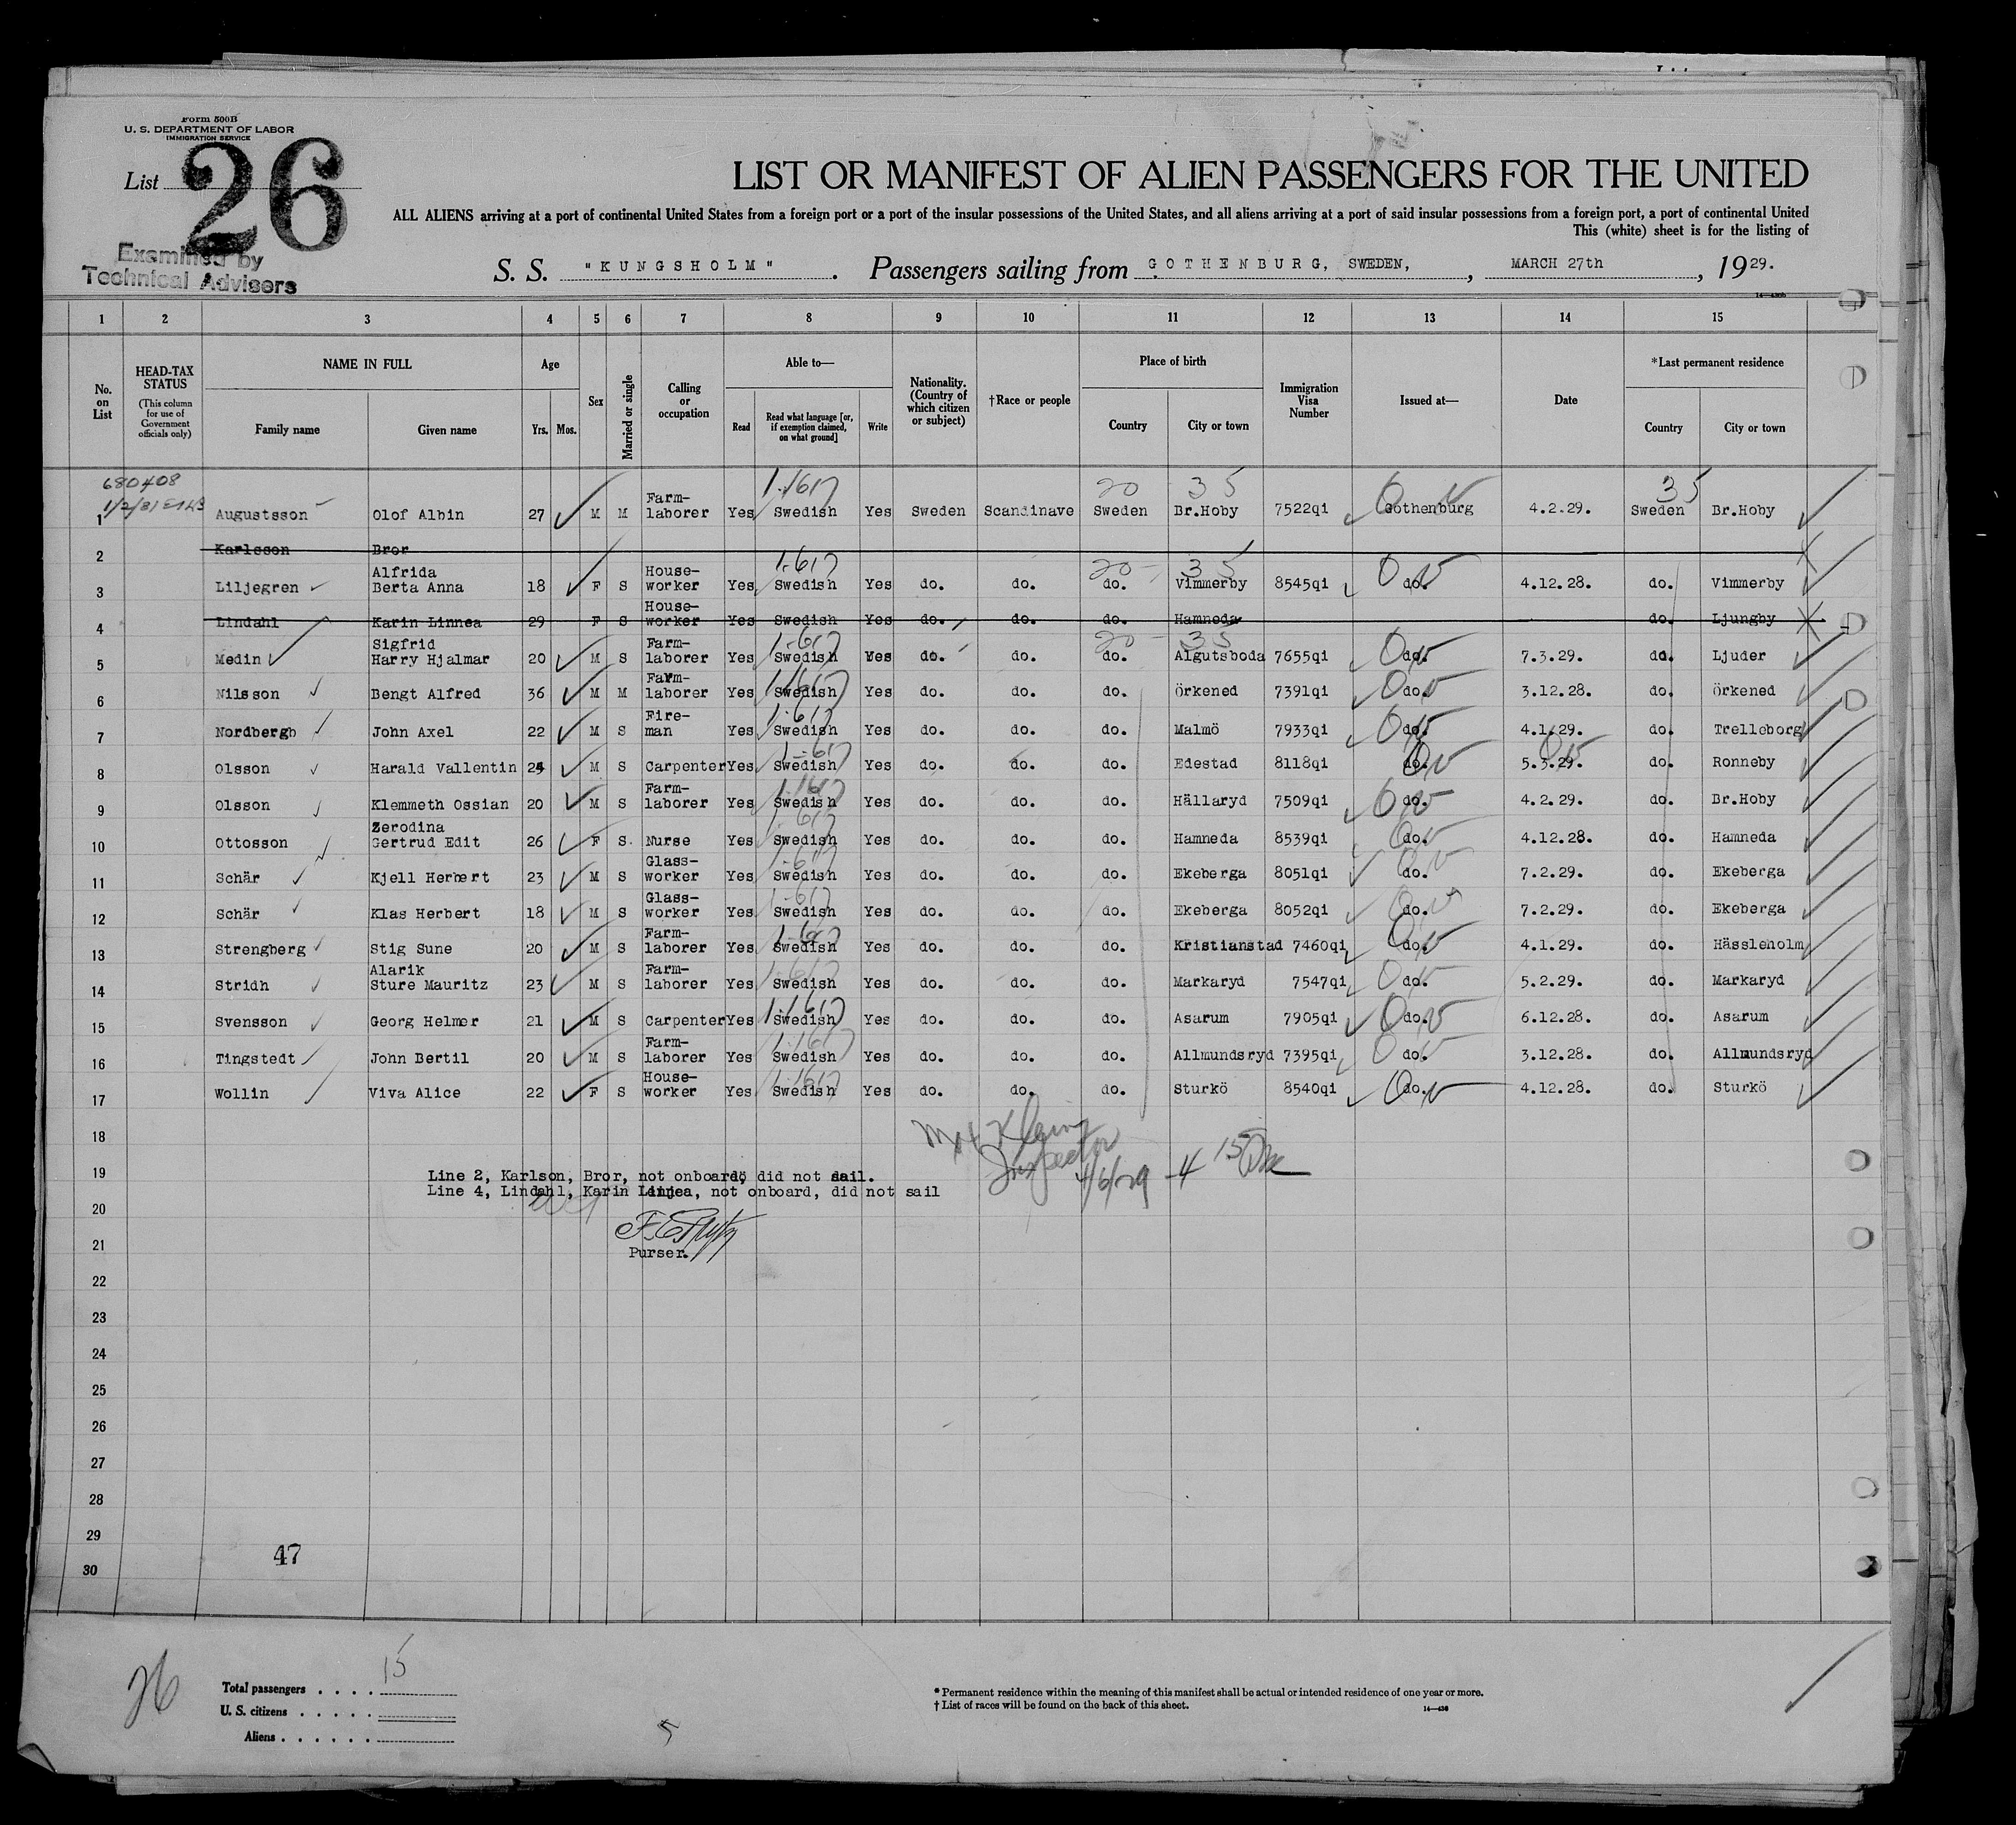 Form 500B
U. S. DEPARTMENT OF LABOR
IMMIGRATION SERVICE
List 26
Examined by
Technical Advisers
LIST OR MANIFEST OF ALIEN PASSENGERS FOR THE UNITED
ALL ALIENS arriving at a port of continental United States from a foreign port or a port of the insular possessions of the United States, and all aliens arriving at a port of said insular possessions from a foreign port, a port of continental United
This (white) sheet is for the listing of
S. S. "KUNGSHOLM". Passengers sailing from GOTHENBURG, SWEDEN, , MARCH 27th , 1929.
14—430b
1 2 3 4 5 6 7 8 9 10 11 12 13 14 15
No. on List
HEAD-TAX STATUS
(This column for use of Government officials only)
NAME IN FULL
Family name Given name
Age
Yrs. Mos.
Sex
Married or single
Calling or occupation
Able to—
Read
Read what language [or, if exemption claimed, on what ground]
Write
Nationality. (Country of which citizen or subject)
†Race or people
Place of birth
Country City or town
Immigration Visa Number
Issued at—
Date
*Last permanent residence
Country City or town
680408
1 Augustsson Olof Albin 27 M M Farm-laborer Yes Swedish Yes Sweden Scandinave Sweden Br.Hoby 7522qi Gothenburg 4.2.29. Sweden Br.Hoby
20 35 35
2 Karlsson Bror
3 Liljegren Alfrida Berta Anna 18 F S House-worker Yes Swedish Yes do. do. do. Vimmerby 8545qi do. 4.12.28. do. Vimmerby
20 - 35
4 Lindahl Karin Linnea 29 F S House-worker Yes Swedish Yes do. do. do. Hamneda do. Ljungby
20 - 35
5 Medin Sigfrid Harry Hjalmar 20 M S Farm-laborer Yes Swedish Yes do. do. do. Algutsboda 7655qi do. 7.3.29. do. Ljuder
6 Nilsson Bengt Alfred 36 M M Farm-laborer Yes Swedish Yes do. do. do. Örkened 7391qi do. 3.12.28. do. Örkened
7 Nordbergh John Axel 22 M S Fire-man Yes Swedish Yes do. do. do. Malmö 7933qi do. 4.1.29. do. Trelleborg
8 Olsson Harald Vallentin M S Carpenter Yes Swedish Yes do. do. do. Edestad 8118qi do. 5.3.29. do. Ronneby
9 Olsson Klemmeth Ossian 20 M S Farm-laborer Yes Swedish Yes do. do. do. Hällaryd 7509qi do. 4.2.29. do. Br.Hoby
10 Ottosson Zerodina Gertrud Edit 26 F S. Nurse Yes Swedish Yes do. do. do. Hamneda 8539qi do. 4.12.28. do. Hamneda
11 Schär Kjell Herbert 23 M S Glass-worker Yes Swedish Yes do. do. do. Ekeberga 8051qi do. 7.2.29. do. Ekeberga
12 Schär Klas Herbert 18 M S Glass-worker Yes Swedish Yes do. do. do. Ekeberga 8052qi do. 7.2.29. do. Ekeberga
13 Strengberg Stig Sune 20 M S Farm-laborer Yes Swedish Yes do. do. do. Kristianstad 7460qi do. 4.1.29. do. Hässleholm
14 Stridh Alarik Sture Mauritz 23 M S Farm-laborer Yes Swedish Yes do. do. do. Markaryd 7547qi do. 5.2.29. do. Markaryd
15 Svensson Georg Helmer 21 M S Carpenter Yes Swedish Yes do. do. do. Asarum 7905qi do. 6.12.28. do. Asarum
16 Tingstedt John Bertil 20 M S Farm-laborer Yes Swedish Yes do. do. do. Allmundsryd 7395qi do. 3.12.28. do. Allmundsryd
17 Wollin Viva Alice 22 F S House-worker Yes Swedish Yes do. do. do. Sturkö 8540qi do. 4.12.28. do. Sturkö
18
Inspector 4/6/29
19
Line 2, Karlson, Bror, not onboard, did not sail.
Line 4, Lindahl, Karin Linnea, not onboard, did not sail
20
21
Purser.
22
23
24
25
26
27
28
29
47
30
26
Total passengers . . . . 15
U. S. citizens . . . . .
Aliens . . . . . .
5
* Permanent residence within the meaning of this manifest shall be actual or intended residence of one year or more.
† List of races will be found on the back of this sheet.
14—430